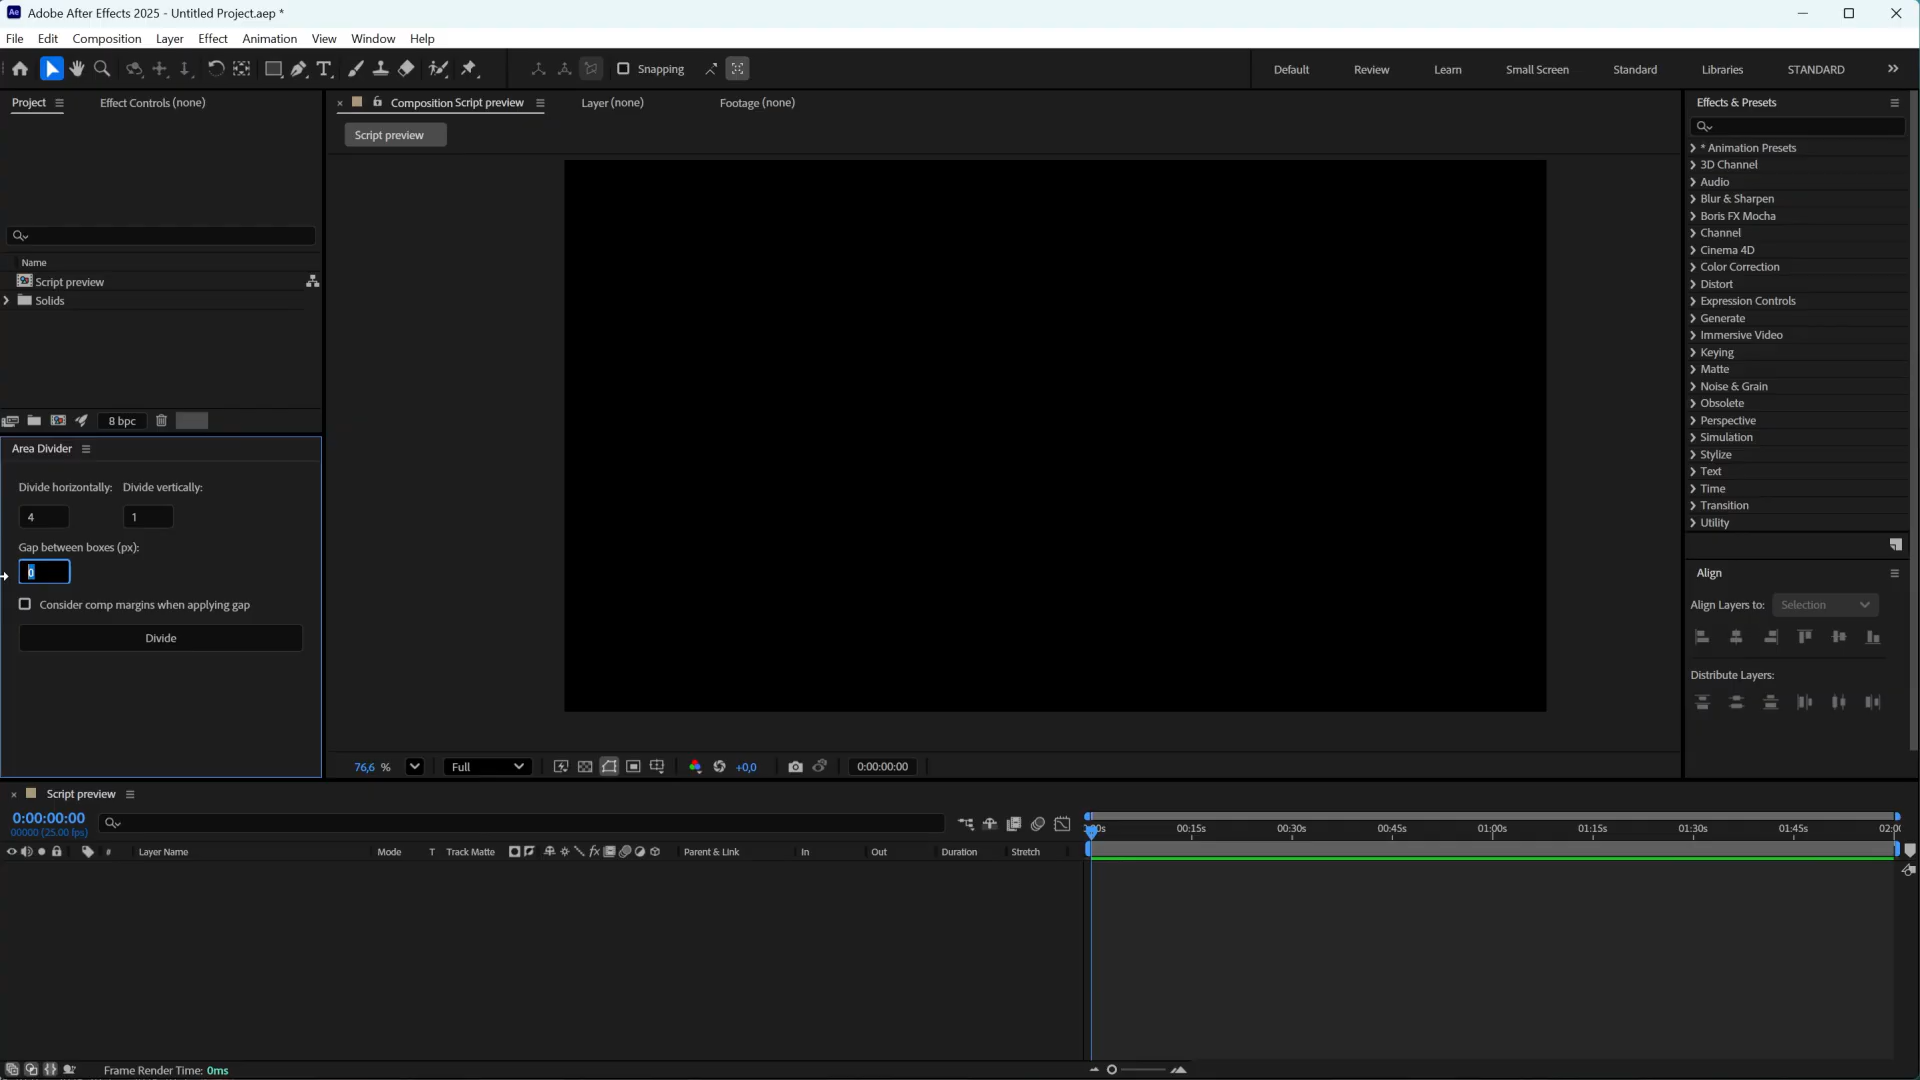 Ae Adobe After Effects 2025 - Untitled Project.aep *
File Edit Composition Layer Effect Animation View Window Help
Snapping
Default Review Learn Small Screen Standard Libraries STANDARD
Project Effect Controls (none)
Composition Script preview Layer (none) Footage (none)
Script preview
Name
Script preview
Solids
8 bpc
Area Divider
Divide horizontally: Divide vertically:
4 1
Gap between boxes (px):
0
Consider comp margins when applying gap
Divide
76,6 % Full +0,0 0:00:00:00
Effects & Presets
* Animation Presets
3D Channel
Audio
Blur & Sharpen
Boris FX Mocha
Channel
Cinema 4D
Color Correction
Distort
Expression Controls
Generate
Immersive Video
Keying
Matte
Noise & Grain
Obsolete
Perspective
Simulation
Stylize
Text
Time
Transition
Utility
Align
Align Layers to: Selection
Distribute Layers:
Script preview
0:00:00:00
00000 (25.00 fps)
00:15s 00:30s 00:45s 01:00s 01:15s 01:30s 01:45s
# Layer Name Mode T Track Matte fx Parent & Link In Out Duration Stretch
Frame Render Time: 0ms